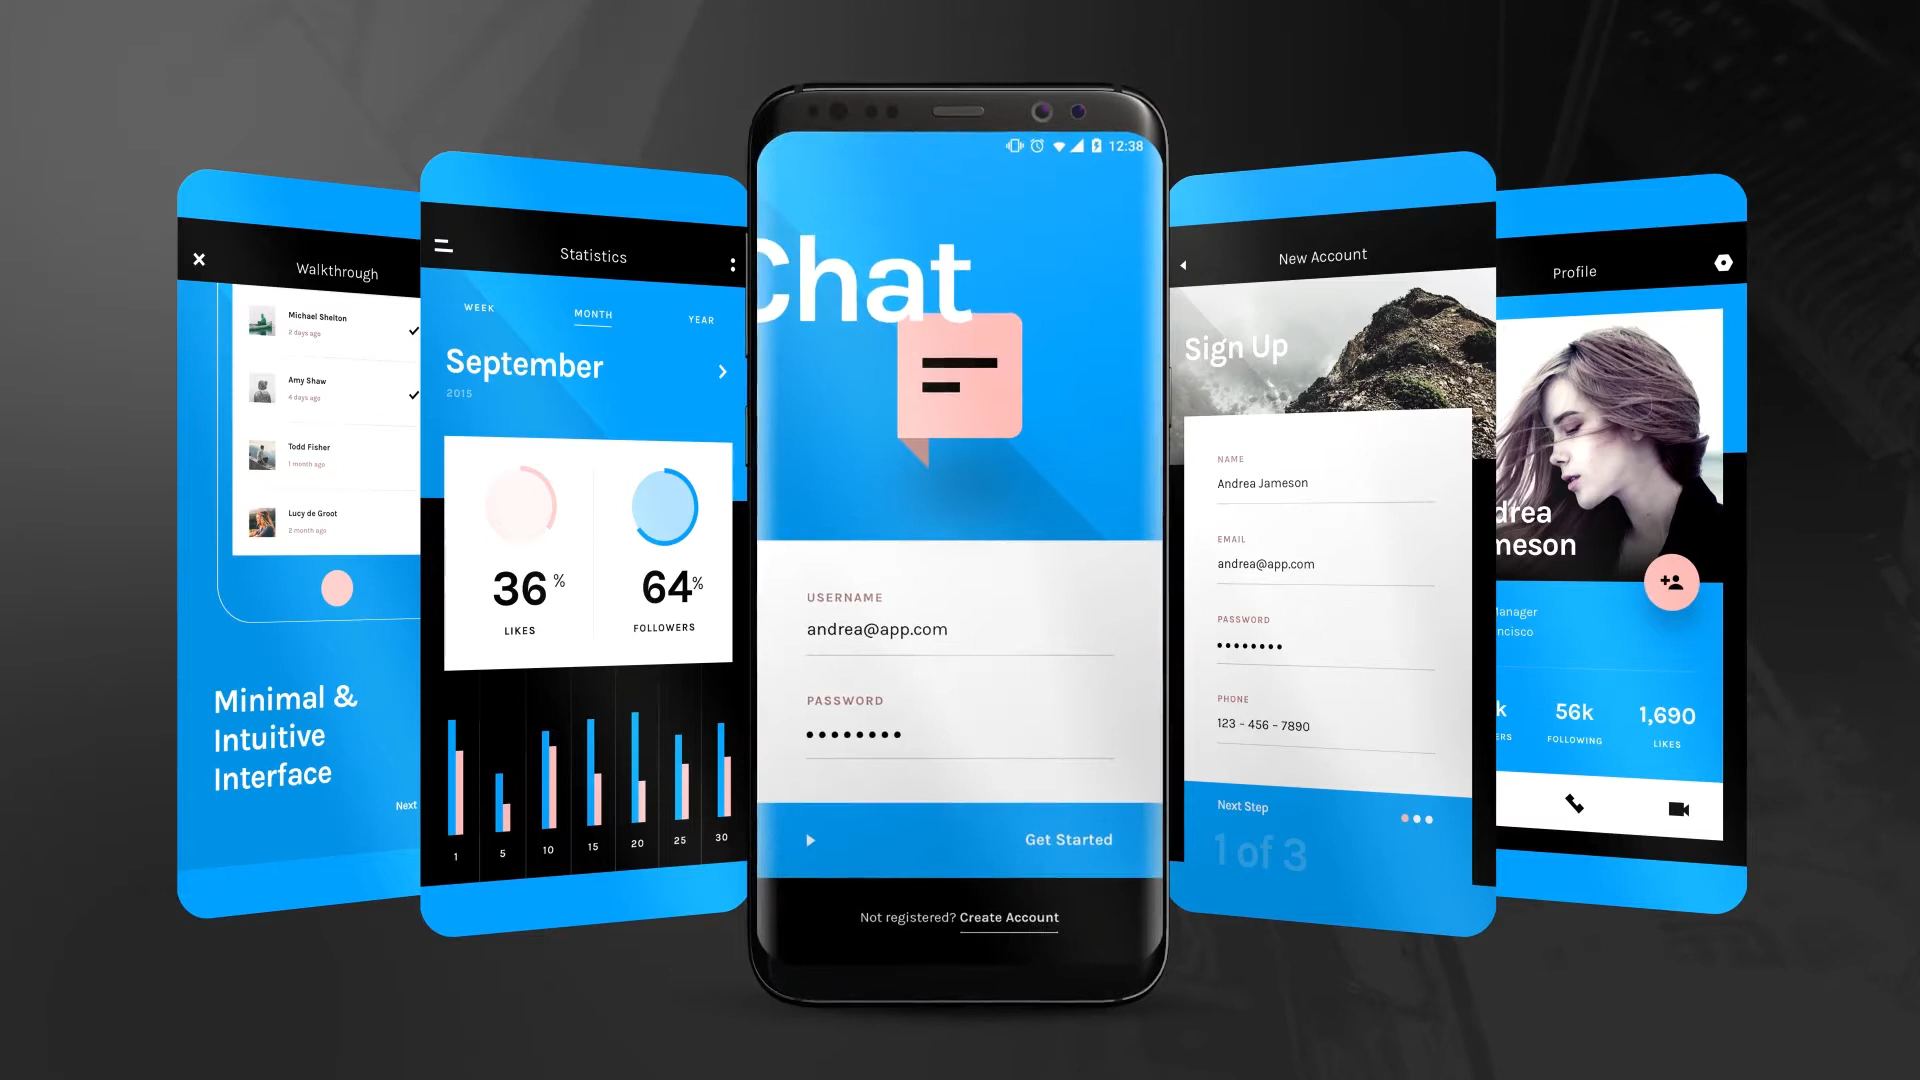 Walkthrough
Michael Shelton
2 days ago
Amy Shaw
4 days ago
Todd Fisher
1 month ago
Lucy de Groot
2 month ago
Minimal &
Intuitive
Interface
Next
Statistics
WEEK
MONTH
YEAR
September
2015
36 %
LIKES
64%
FOLLOWERS
1 5 10 15 20 25 30
12:38
Chat
USERNAME
andrea@app.com
PASSWORD
Get Started
Not registered? Create Account
New Account
Sign Up
NAME
Andrea Jameson
EMAIL
andrea@app.com
PASSWORD
PHONE
123 - 456 - 7890
Next Step
1 of 3
Profile
drea
meson
anager
ncisco
k
56k
1,690
ERS
FOLLOWING
LIKES